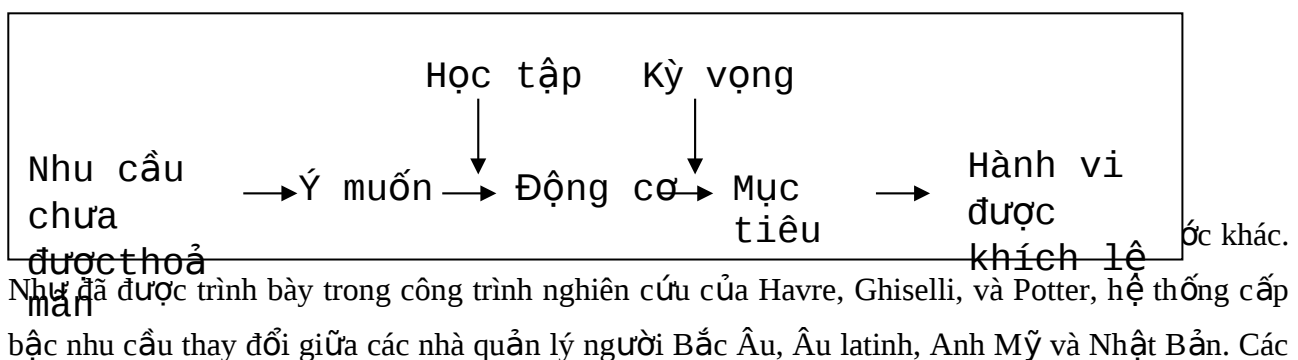 Học tập Kỳ vọng
Nhu cầu
chưa
đượcthoả
mãn
Ý muốn
Động cơ
Mục
tiêu
Hành vi
được
khích lệ
ớc khác.
Như đã được trình bày trong công trình nghiên cứu của Havre, Ghiselli, và Potter, hệ thống cấp
bậc nhu cầu thay đổi giữa các nhà quản lý người Bắc Âu, Âu latinh, Anh Mỹ và Nhật Bản. Các